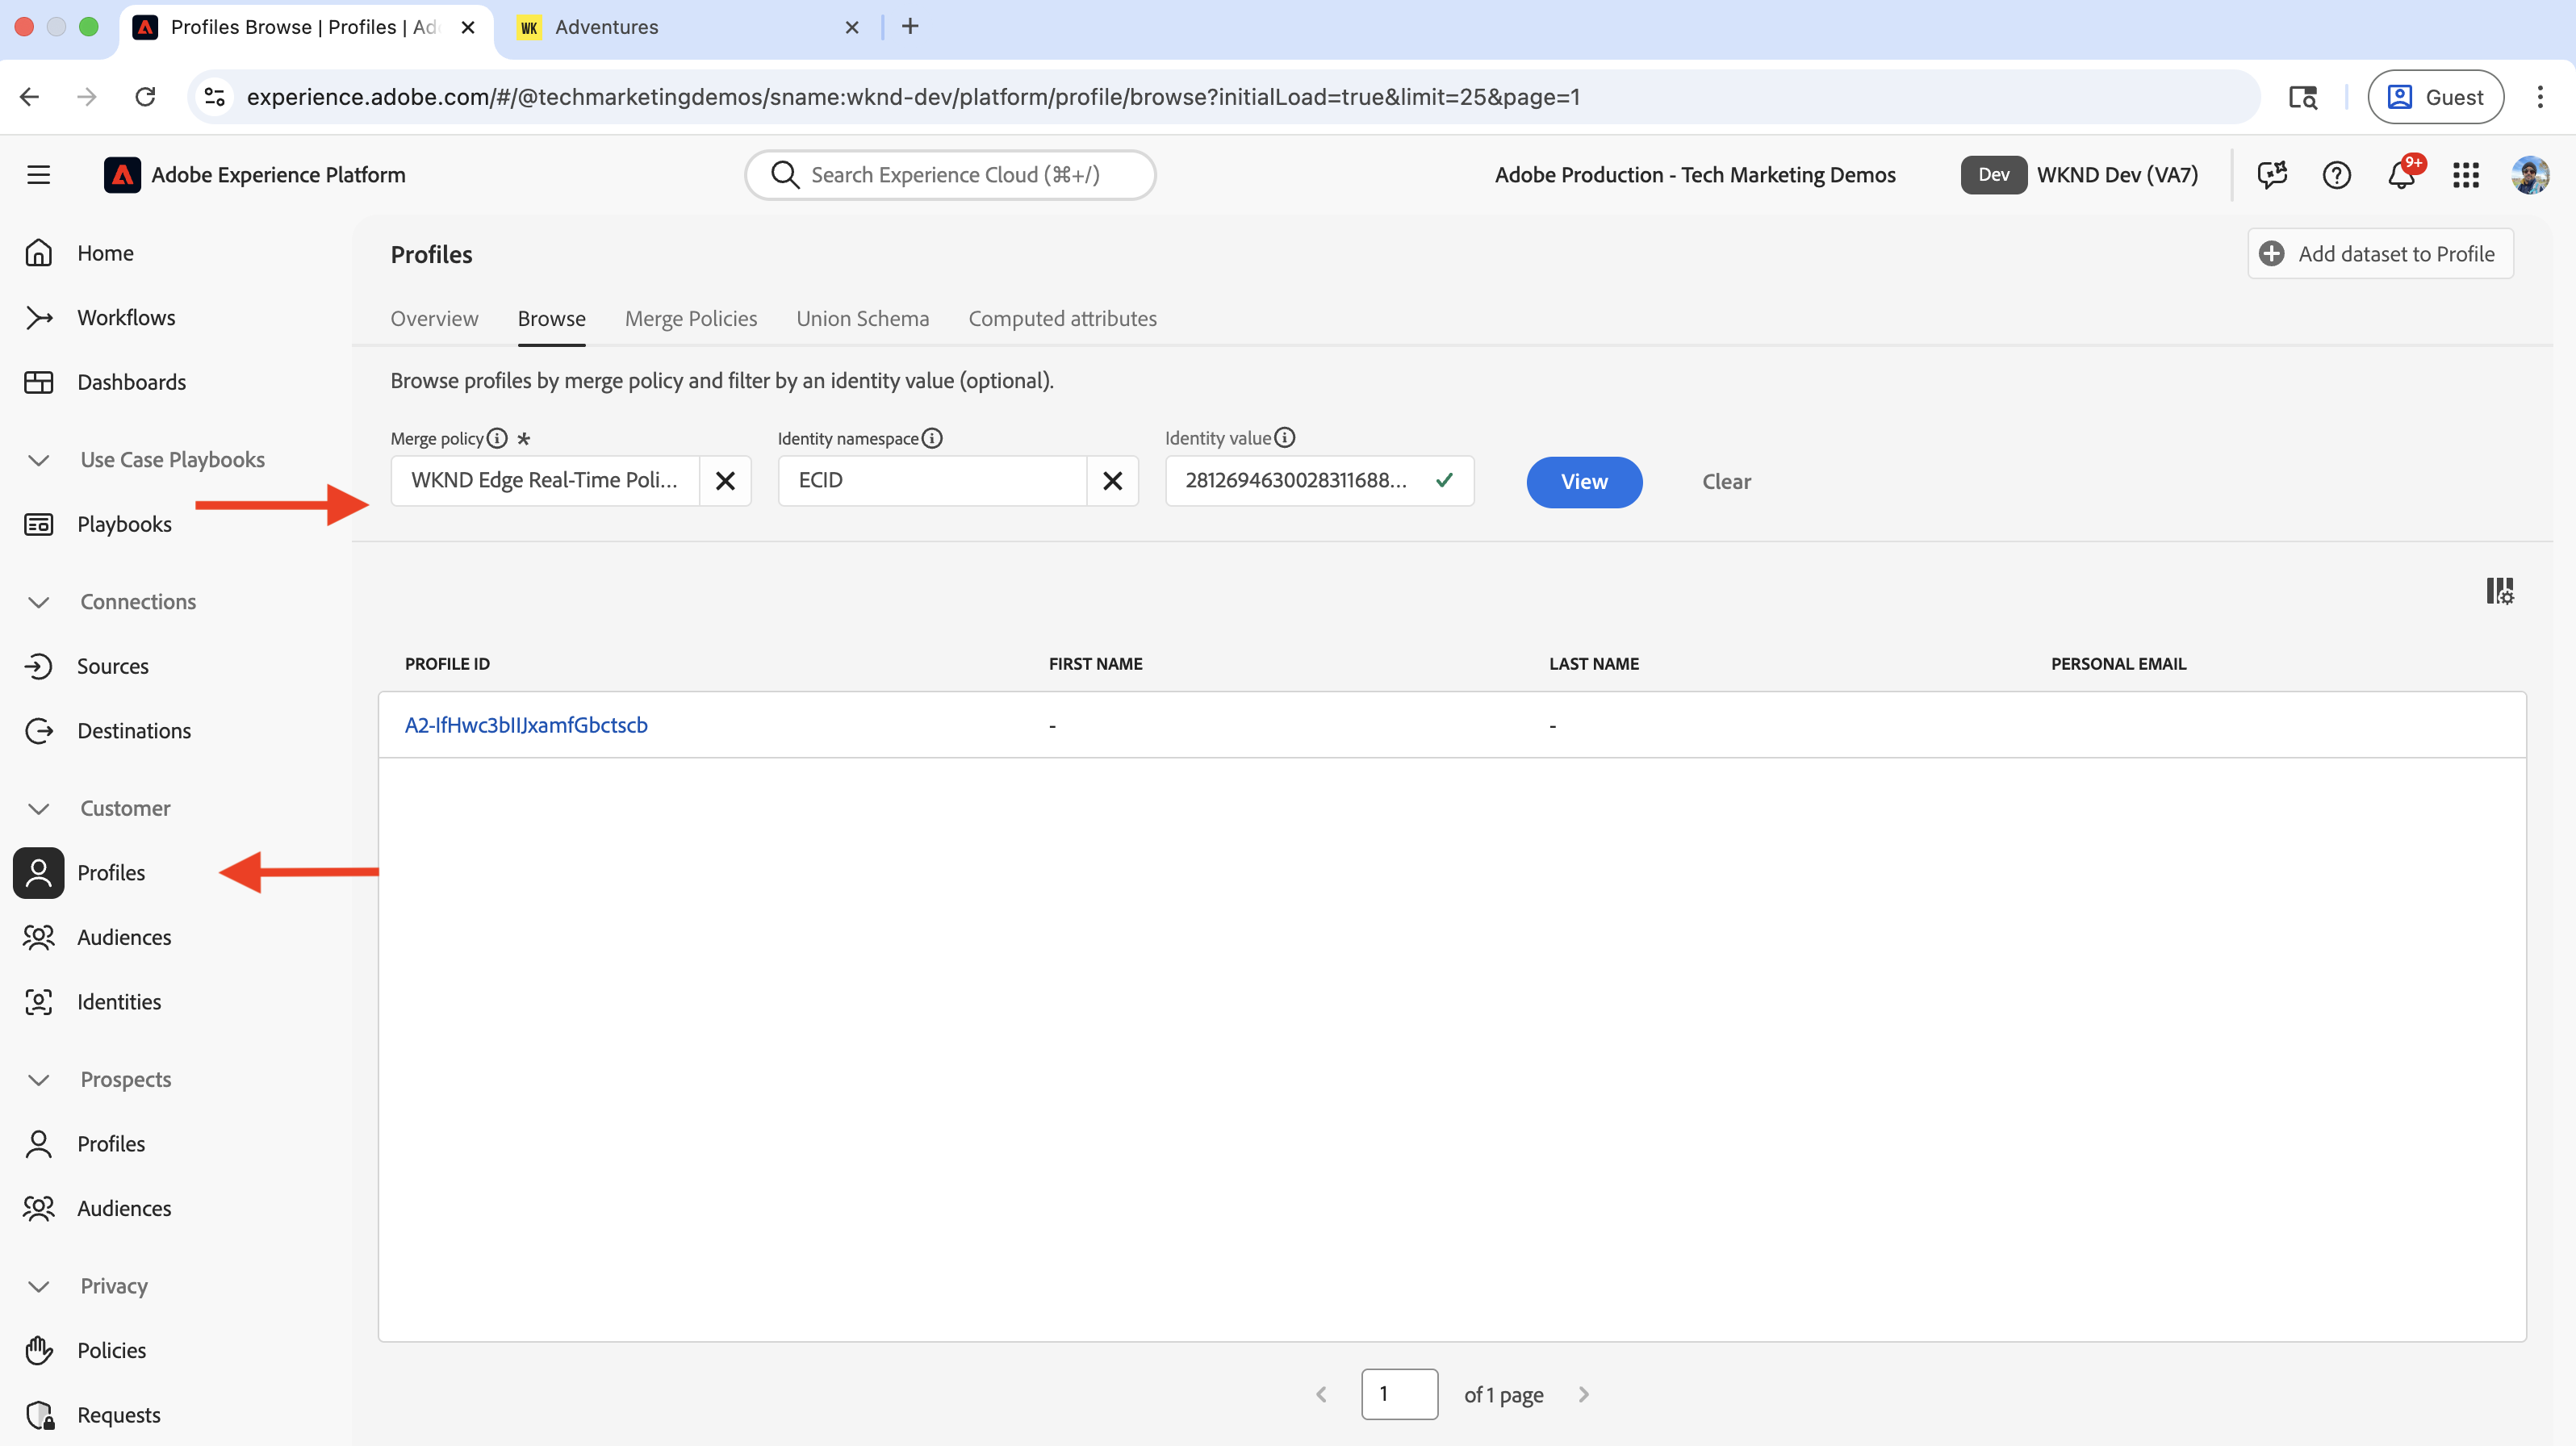 Profiles Browse | Profiles | Ad
WK Adventures
experience.adobe.com/#/@techmarketingdemos/sname:wknd-dev/platform/profile/browse?initialLoad=true&limit=25&page=1
Guest
Adobe Experience Platform
Search Experience Cloud (⌘+/)
Adobe Production - Tech Marketing Demos
Dev WKND Dev (VA7)
9+
Home
Workflows
Dashboards
Use Case Playbooks
Playbooks
Connections
Sources
Destinations
Customer
Profiles
Audiences
Identities
Prospects
Profiles
Audiences
Privacy
Policies
Requests
Profiles
Add dataset to Profile
Overview Browse Merge Policies Union Schema Computed attributes
Browse profiles by merge policy and filter by an identity value (optional).
Merge policy * Identity namespace Identity value
WKND Edge Real-Time Poli... ECID 2812694630028311688... View Clear
PROFILE ID FIRST NAME LAST NAME PERSONAL EMAIL
- -
1 of 1 page